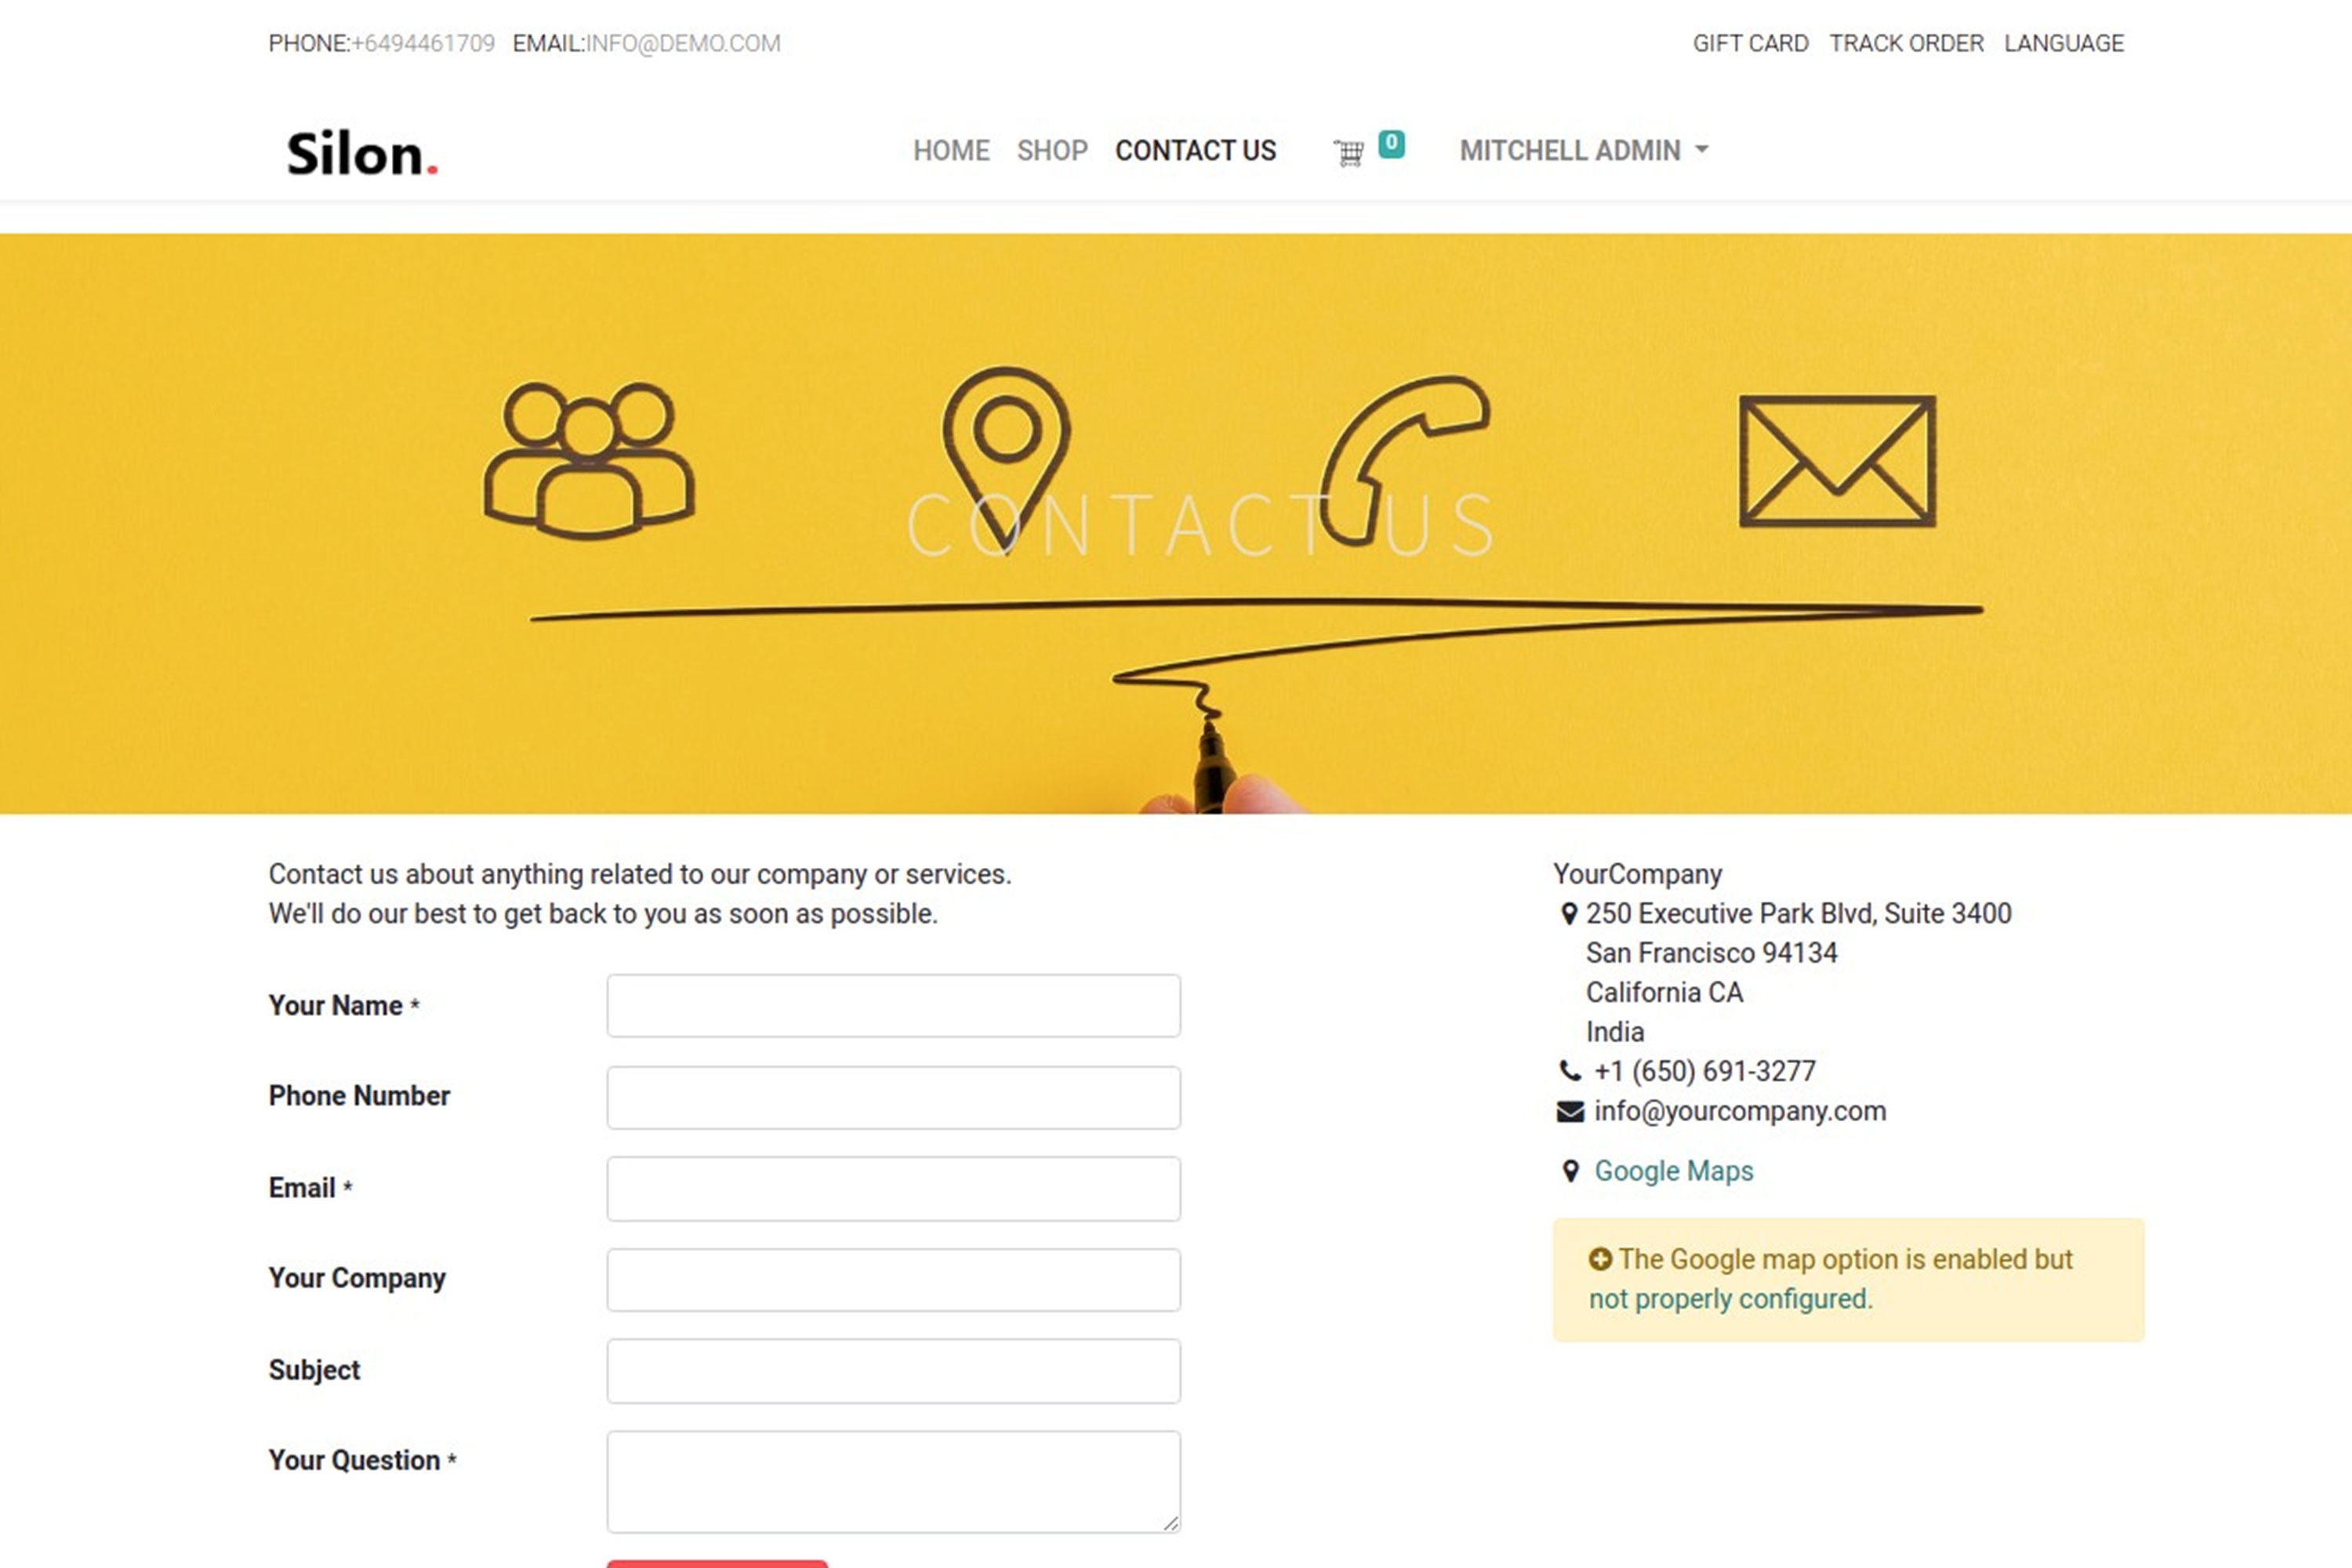 PHONE:+6494461709 EMAIL:INFO@DEMO.COM
GIFT CARD TRACK ORDER LANGUAGE
Silon.
HOME SHOP CONTACT US 0 MITCHELL ADMIN
CONTACT US
Contact us about anything related to our company or services.
We'll do our best to get back to you as soon as possible.
Your Name *
Phone Number
Email *
Your Company
Subject
Your Question *
YourCompany
250 Executive Park Blvd, Suite 3400
San Francisco 94134
California CA
India
+1 (650) 691-3277
info@yourcompany.com
Google Maps
The Google map option is enabled but
not properly configured.